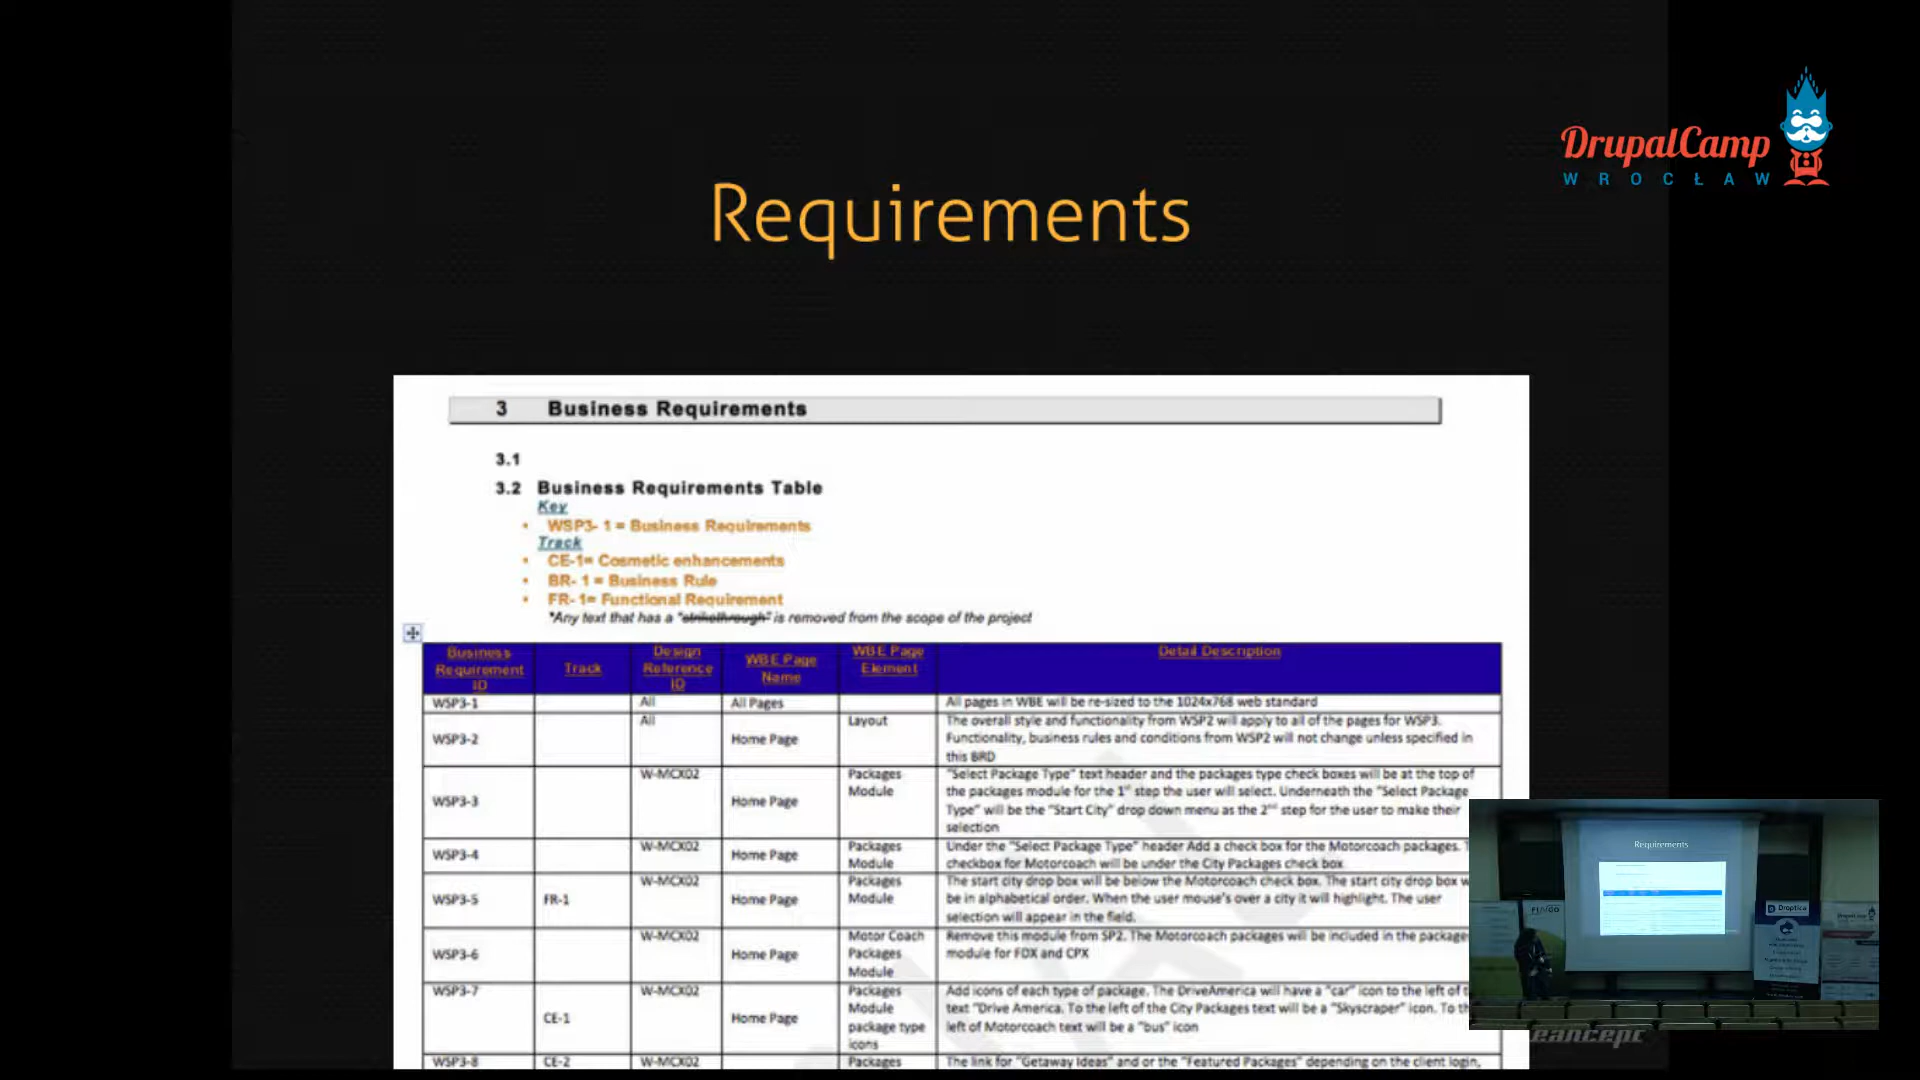 DrupalCamp
WROCŁAW
Requirements
3 Business Requirements
3.1
3.2 Business Requirements Table
Key
• WSP3- 1 = Business Requirements
Track
• CE-1= Cosmetic enhancements
• BR- 1 = Business Rule
• FR- 1= Functional Requirement
*Any text that has a "strikethrough" is removed from the scope of the project
Business Requirement ID Track Design Reference ID WBE Page Name WBE Page Element Detail Description
WSP3-1 All All Pages All pages in WBE will be re-sized to the 1024x768 web standard
WSP3-2 All Home Page Layout The overall style and functionality from WSP2 will apply to all of the pages for WSP3.
Functionality, business rules and conditions from WSP2 will not change unless specified in
this BRD
WSP3-3 W-MCX02 Home Page Packages Module "Select Package Type" text header and the packages type check boxes will be at the top of
the packages module for the 1st step the user will select. Underneath the "Select Package
Type" will be the "Start City" drop down menu as the 2nd step for the user to make their
selection
WSP3-4 W-MCX02 Home Page Packages Module Under the "Select Package Type" header Add a check box for the Motorcoach packages.
checkbox for Motorcoach will be under the City Packages check box
WSP3-5 FR-1 W-MCX02 Home Page Packages Module The start city drop box will be below the Motorcoach check box. The start city drop box w
be in alphabetical order. When the user mouse's over a city it will highlight. The user
selection will appear in the field.
WSP3-6 W-MCX02 Home Page Motor Coach Packages Module Remove this module from SP2. The Motorcoach packages will be included in the package
module for FDX and CPX
WSP3-7 CE-1 W-MCX02 Home Page Packages Module package type icons Add icons of each type of package. The DriveAmerica will have a "car" icon to the left of t
text "Drive America. To the left of the City Packages text will be a "Skyscraper" icon. To th
left of Motorcoach text will be a "bus" icon
WSP3-8 CE-2 W-MCX02 Packages The link for "Getaway Ideas" and or the "Featured Packages" depending on the client login,
Requirements
Droptica
DrupalCamp